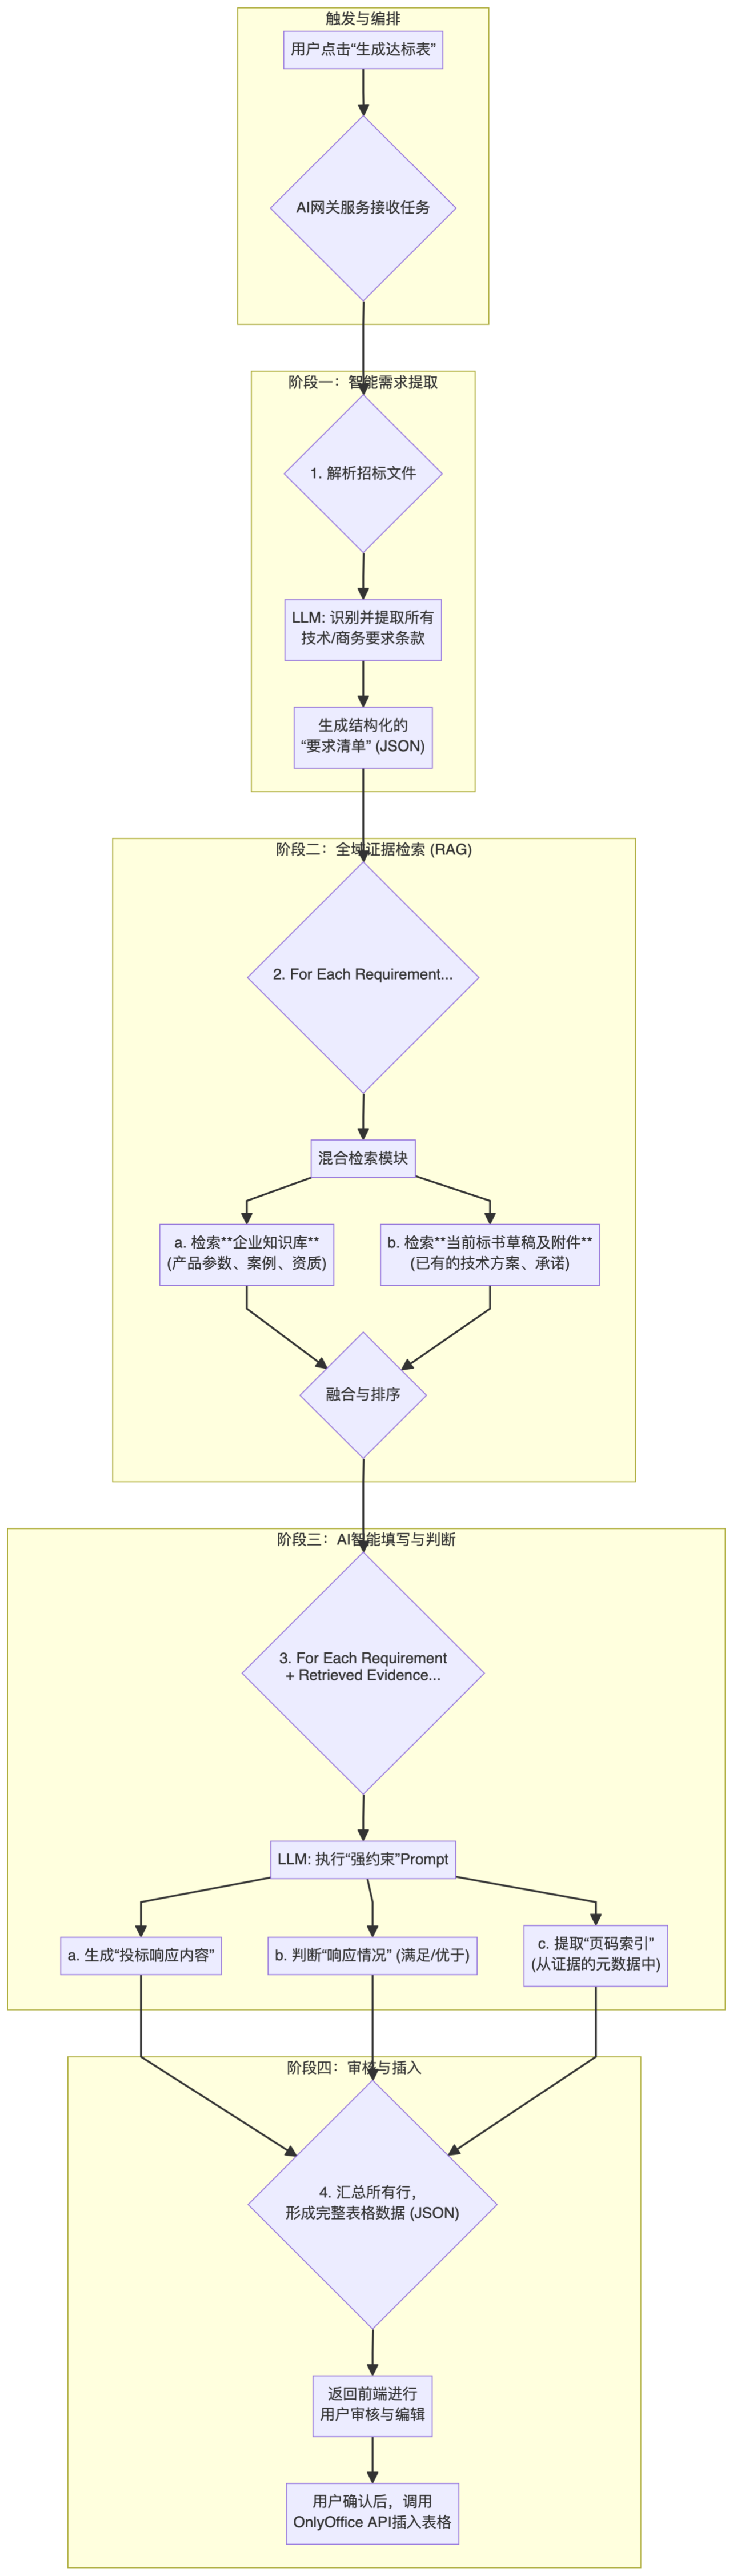 触发与编排
用户点击“生成达标表”
AI网关服务接收任务
阶段一：智能需求提取
1. 解析招标文件
LLM: 识别并提取所有
技术/商务要求条款
生成结构化的
“要求清单” (JSON)
阶段二：全域证据检索 (RAG)
2. For Each Requirement...
混合检索模块
a. 检索**企业知识库**
(产品参数、案例、资质)
b. 检索**当前标书草稿及附件**
(已有的技术方案、承诺)
融合与排序
阶段三：AI智能填写与判断
3. For Each Requirement
+ Retrieved Evidence...
LLM: 执行“强约束”Prompt
a. 生成“投标响应内容”
b. 判断“响应情况” (满足/优于)
c. 提取“页码索引”
(从证据的元数据中)
阶段四：审核与插入
4. 汇总所有行，
形成完整表格数据 (JSON)
返回前端进行
用户审核与编辑
用户确认后，调用
OnlyOffice API插入表格